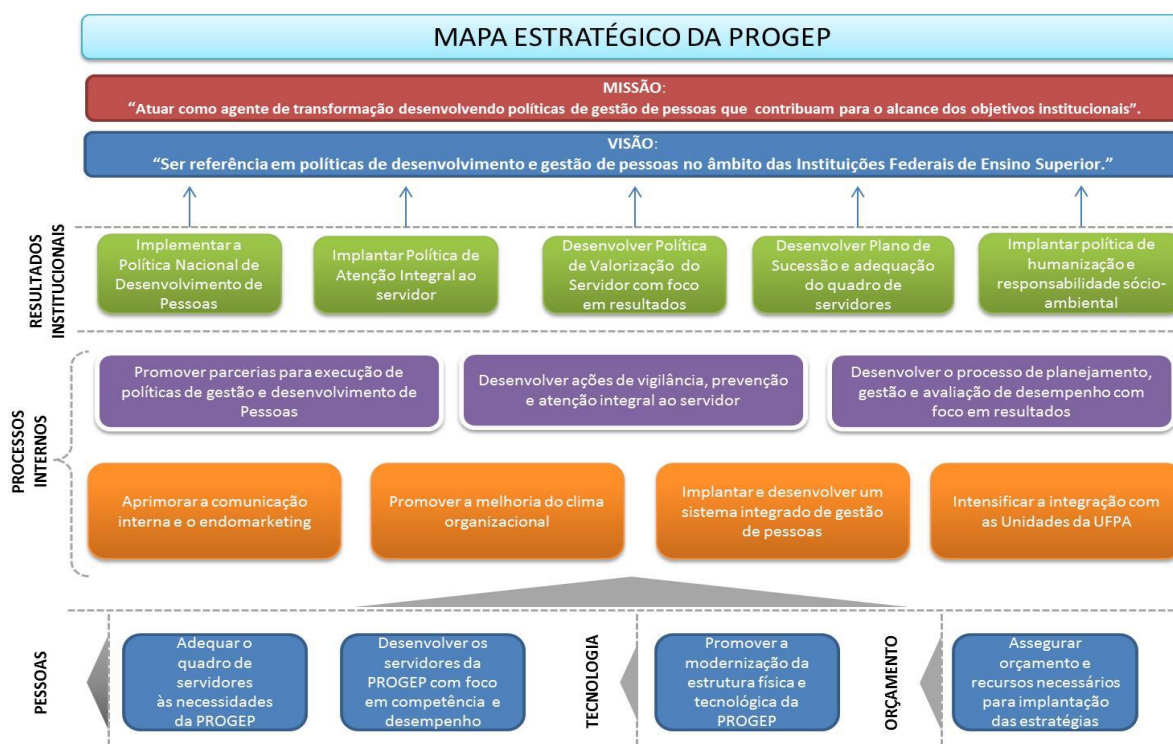 MAPA ESTRATÉGICO DA PROGEP
MISSÃO:
“Atuar como agente de transformação desenvolvendo políticas de gestão de pessoas que contribuam para o alcance dos objetivos institucionais”.
VISÃO:
“Ser referência em políticas de desenvolvimento e gestão de pessoas no âmbito das Instituições Federais de Ensino Superior.”
RESULTADOS
INSTITUCIONAIS
Implementar a
Política Nacional de
Desenvolvimento de
Pessoas
Implantar Política de
Atenção Integral ao
servidor
Desenvolver Política
de Valorização do
Servidor com foco
em resultados
Desenvolver Plano de
Sucessão e adequação
do quadro de
servidores
Implantar política de
humanização e
responsabilidade sócio-
ambiental
PROCESSOS
INTERNOS
Promover parcerias para execução de
políticas de gestão e desenvolvimento de
Pessoas
Desenvolver ações de vigilância, prevenção
e atenção integral ao servidor
Desenvolver o processo de planejamento,
gestão e avaliação de desempenho com
foco em resultados
Aprimorar a comunicação
interna e o endomarketing
Promover a melhoria do clima
organizacional
Implantar e desenvolver um
sistema integrado de gestão
de pessoas
Intensificar a integração com
as Unidades da UFPA
PESSOAS
Adequar o
quadro de
servidores
às necessidades
da PROGEP
Desenvolver os
servidores da
PROGEP com foco
em competência e
desempenho
TECNOLOGIA
Promover a
modernização da
estrutura física e
tecnológica da
PROGEP
ORÇAMENTO
Assegurar
orçamento e
recursos necessários
para implantação
das estratégias